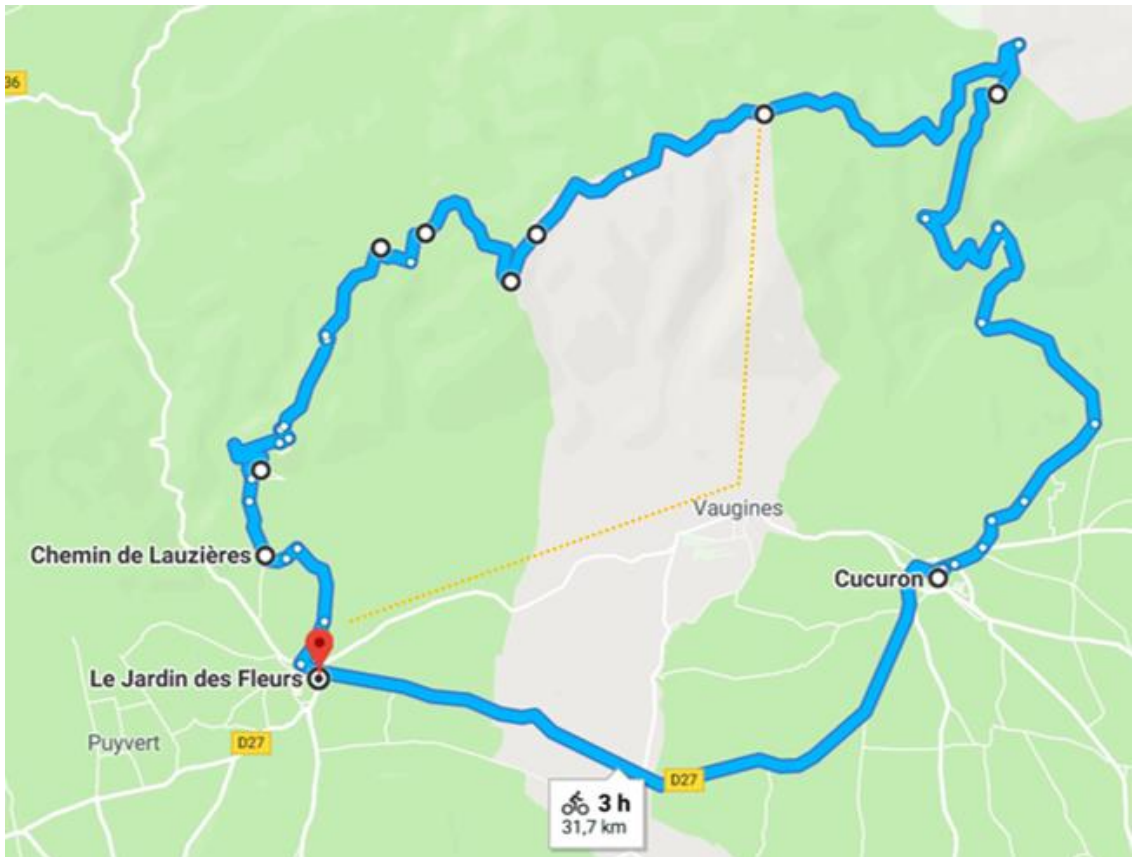 36
Vaugines
Chemin de Lauzières
Cucuron
Le Jardin des Fleurs
Puyvert
D27
D27
3 h
31,7 km